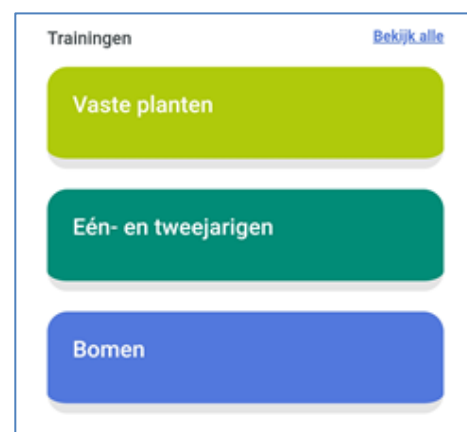 Trainingen
Bekijk alle
Vaste planten
Eén- en tweejarigen
Bomen